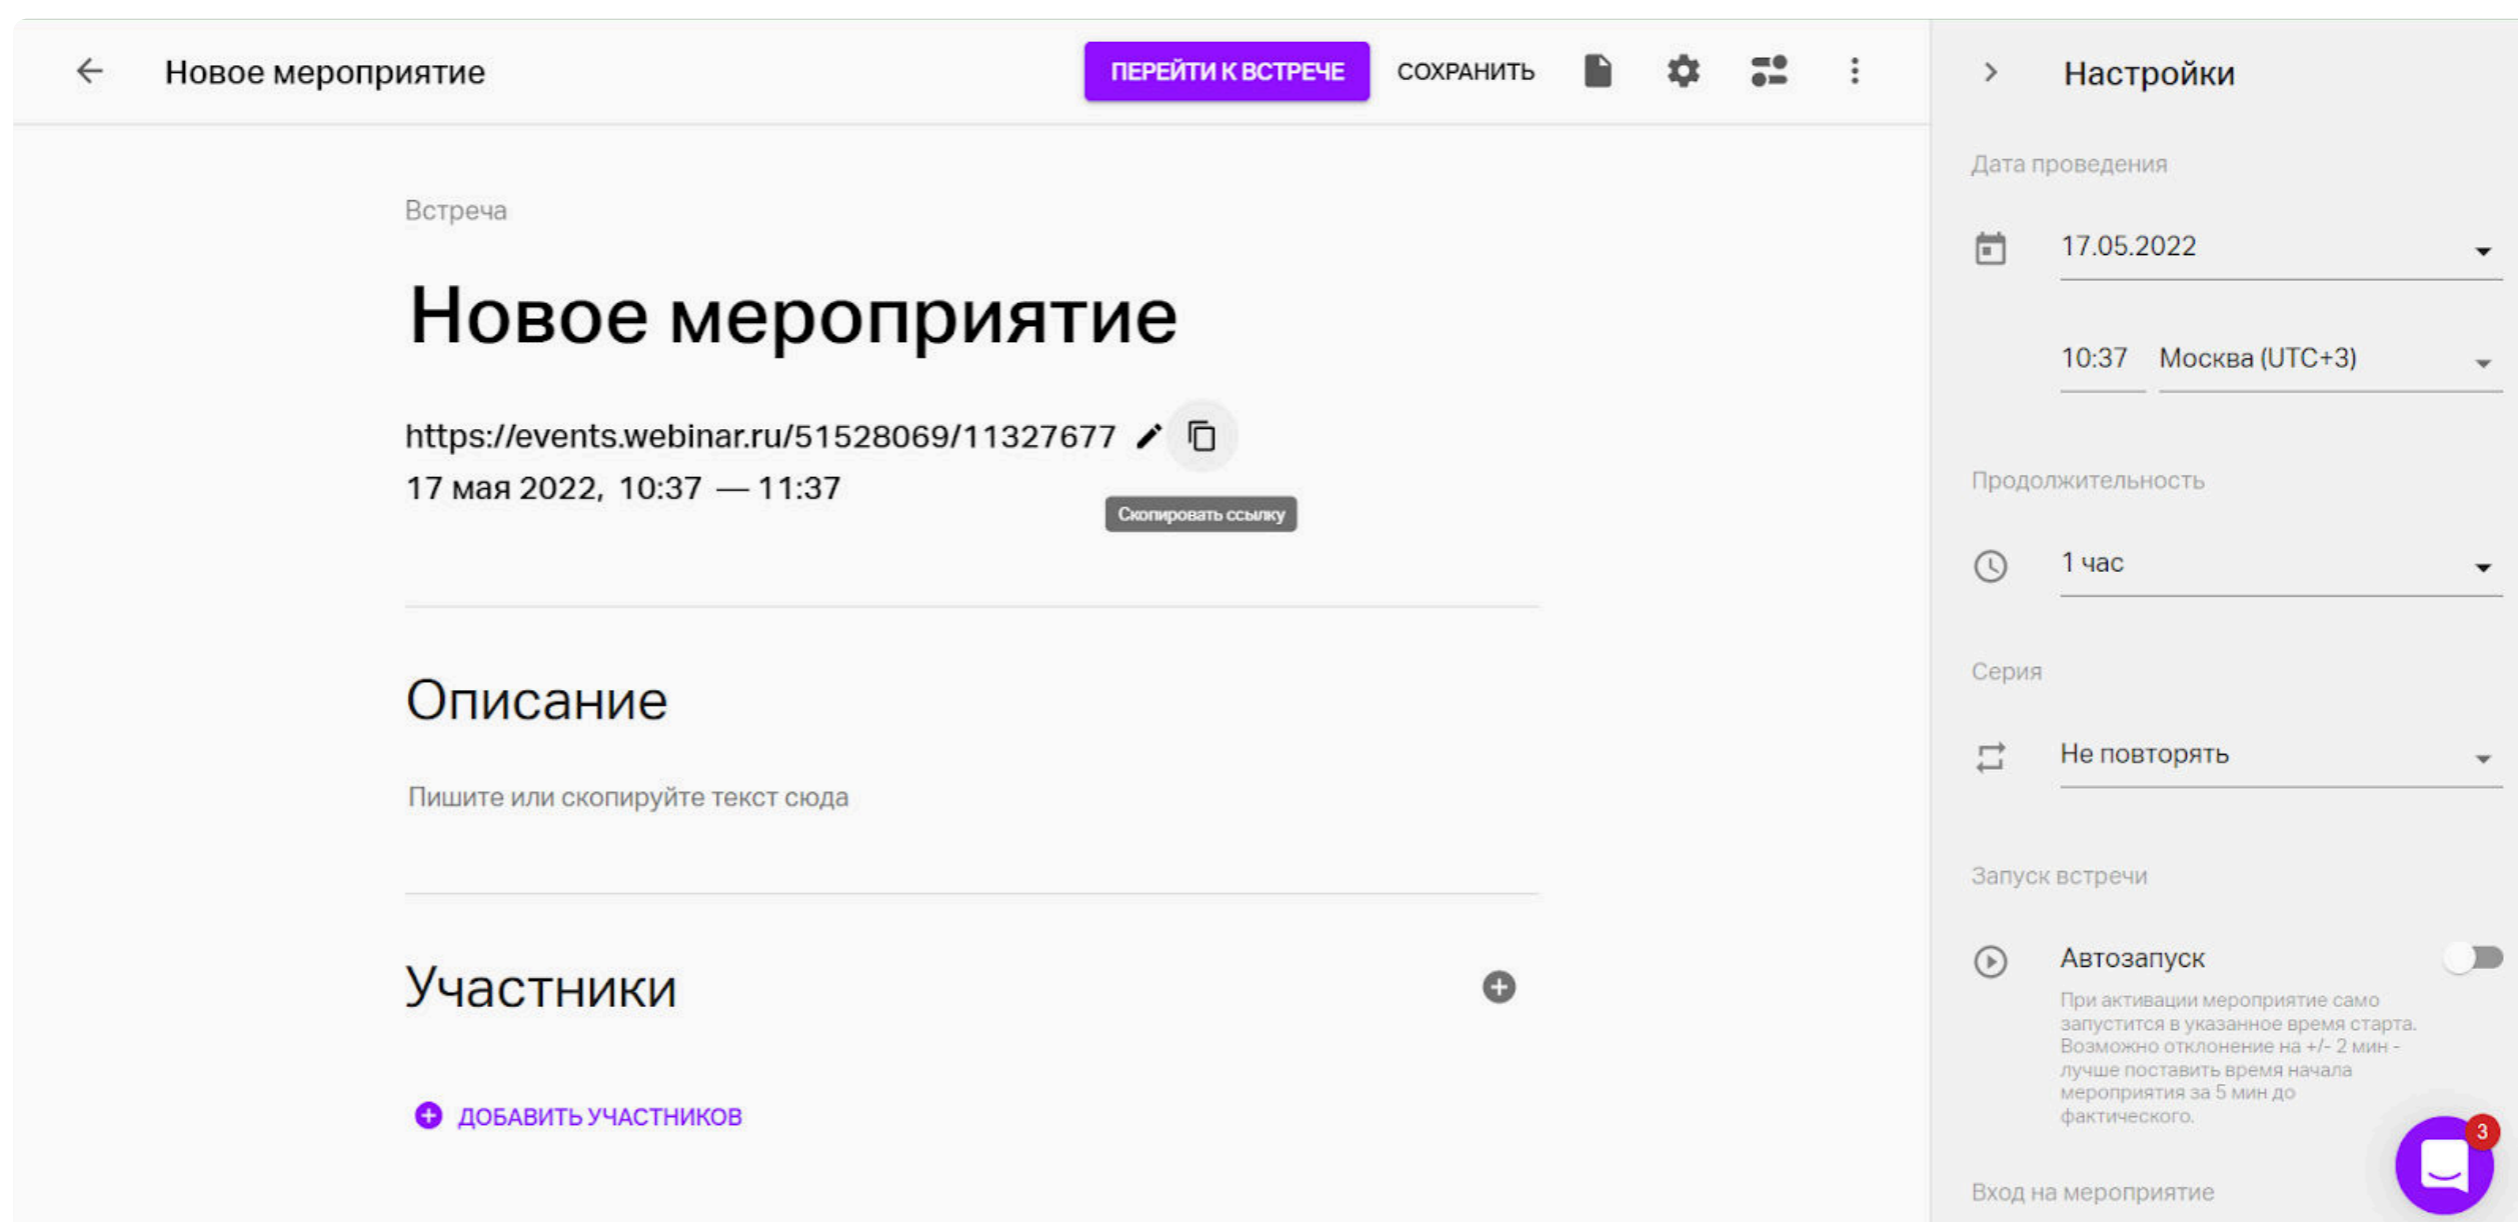 Новое мероприятие
ПЕРЕЙТИ К ВСТРЕЧЕ
СОХРАНИТЬ
Встреча
Новое мероприятие
https://events.webinar.ru/51528069/11327677
17 мая 2022, 10:37 — 11:37
Скопировать ссылку
Описание
Пишите или скопируйте текст сюда
Участники
ДОБАВИТЬ УЧАСТНИКОВ
Настройки
Дата проведения
17.05.2022
10:37 Москва (UTC+3)
Продолжительность
1 час
Серия
Не повторять
Запуск встречи
Автозапуск
При активации мероприятие само
запустится в указанное время старта.
Возможно отклонение на +/- 2 мин -
лучше поставить время начала
мероприятия за 5 мин до
фактического.
3
Вход на мероприятие